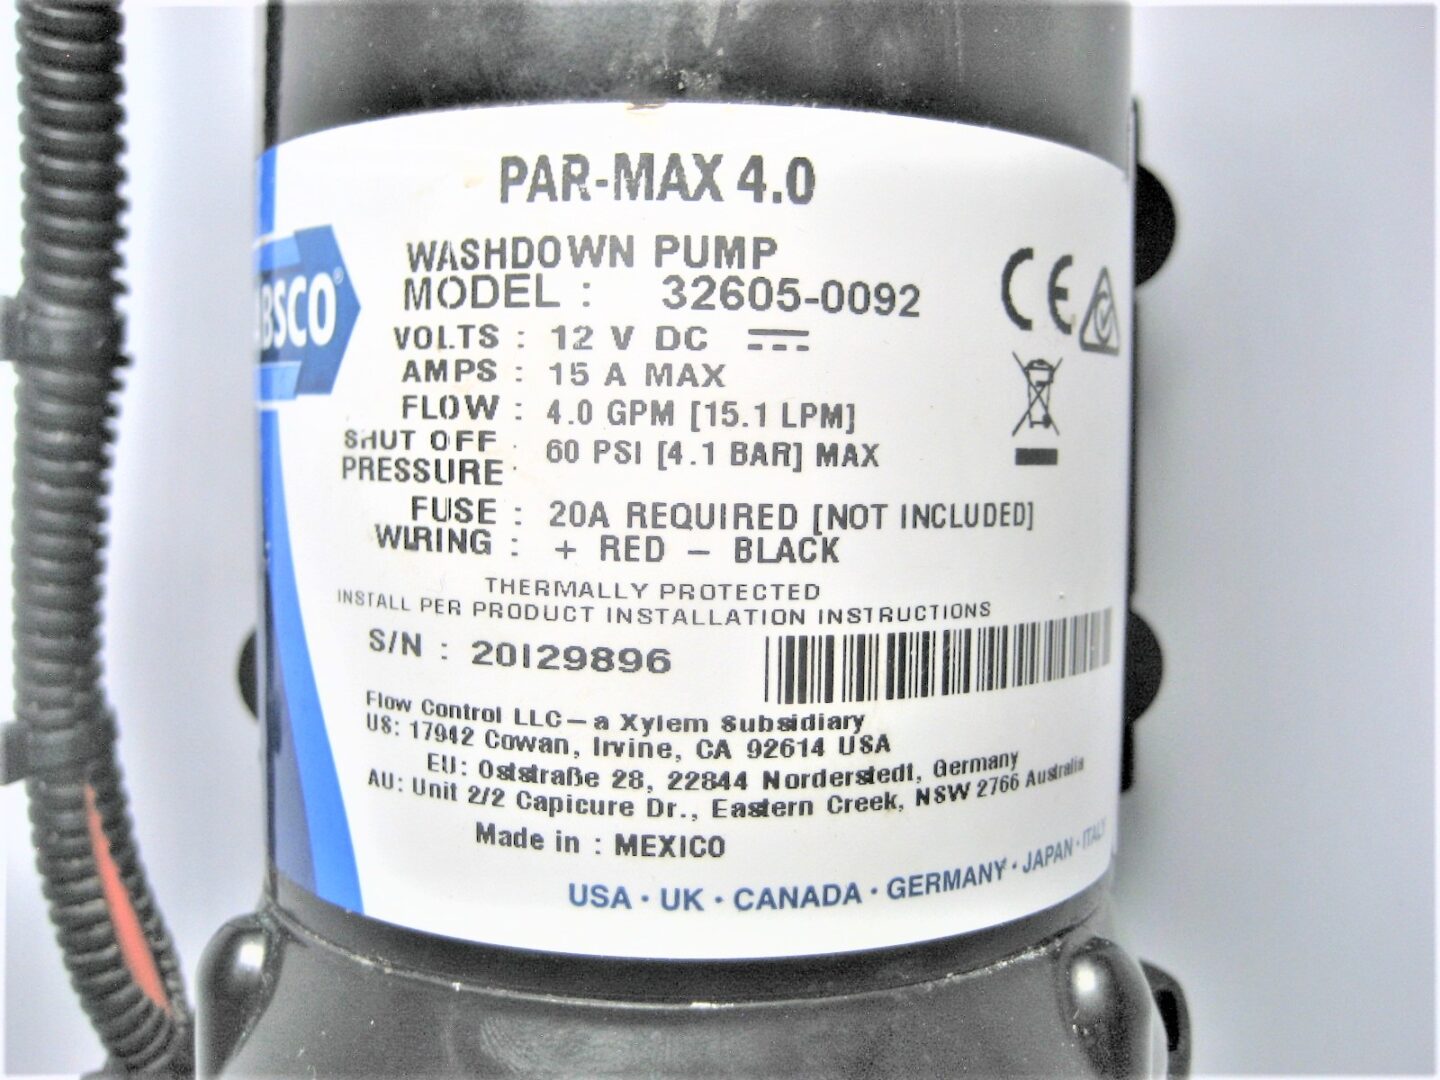 PAR-MAX 4.0
WASHDOWN PUMP
MODEL : 32605-0092
VOLTS : 12 V DC
AMPS : 15 A MAX
FLOW : 4.0 GPM [15.1 LPM]
SHUT OFF PRESSURE : 60 PSI [4.1 BAR] MAX
FUSE : 20A REQUIRED [NOT INCLUDED]
WIRING : + RED – BLACK
THERMALLY PROTECTED
INSTALL PER PRODUCT INSTALLATION INSTRUCTIONS
S/N : 20129896
Flow Control LLC – a Xylem Subsidiary
US: 17942 Cowan, Irvine, CA 92614 USA
EU: Oststraße 28, 22844 Norderstedt, Germany
AU: Unit 2/2 Capicure Dr., Eastern Creek, NSW 2766 Australia
Made in : MEXICO
USA · UK · CANADA · GERMANY · JAPAN · ITALY
ABSCO®
CE